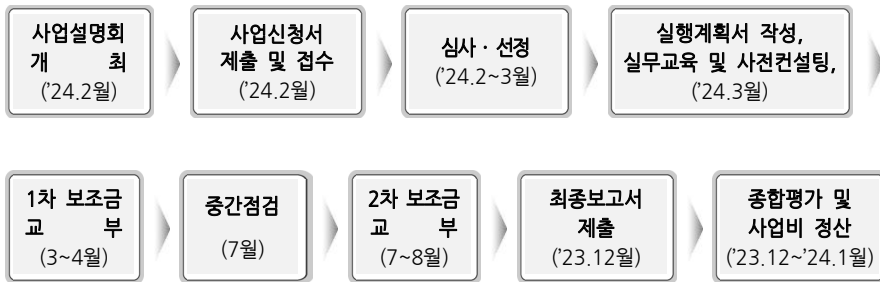 사업설명회
개 최
('24.2월)
사업신청서
제출 및 접수
('24.2월)
심사 · 선정
('24.2~3월)
실행계획서 작성,
실무교육 및 사전컨설팅,
('24.3월)
1차 보조금
교 부
(3~4월)
중간점검
(7월)
2차 보조금
교 부
(7~8월)
최종보고서
제출
('23.12월)
종합평가 및
사업비 정산
('23.12~'24.1월)